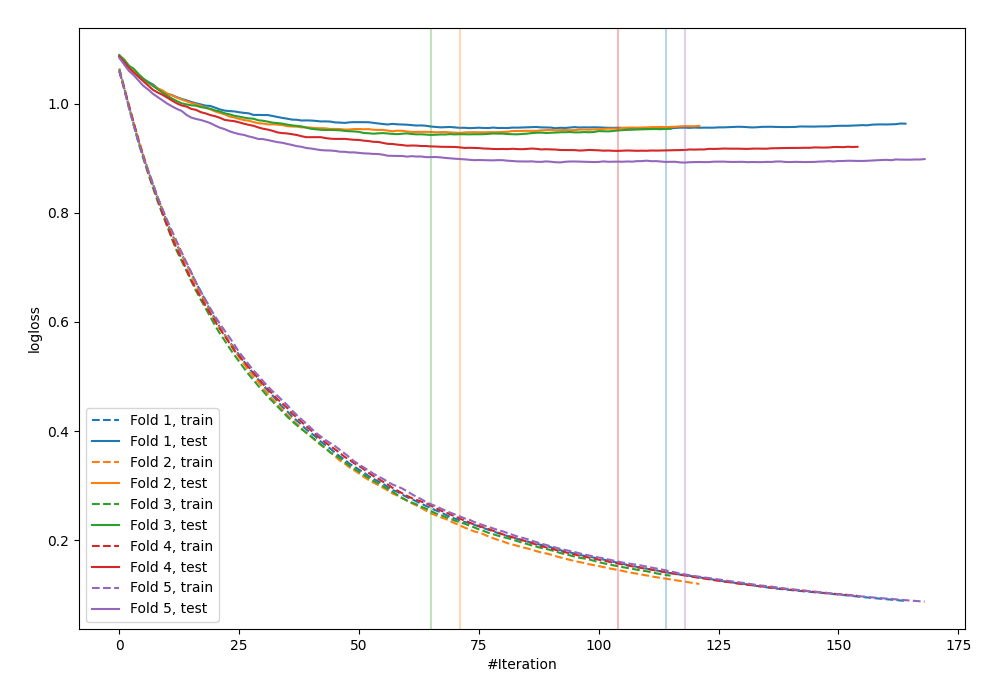 1.0
0.8
0.6
0.4
0.2
logloss
Fold 1, train
Fold 1, test
Fold 2, train
Fold 2, test
Fold 3, train
Fold 3, test
Fold 4, train
Fold 4, test
Fold 5, train
Fold 5, test
0 25 50 75 100 125 150 175
#Iteration